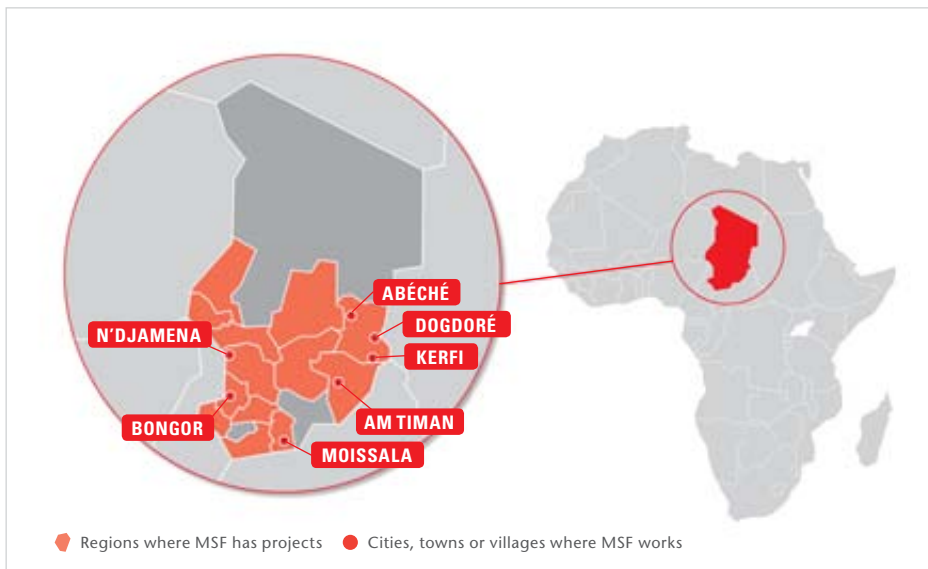 ABÉCHÉ
DOGDORÉ
N'DJAMENA
KERFI
AM TIMAN
BONGOR
MOISSALA
Regions where MSF has projects
Cities, towns or villages where MSF works